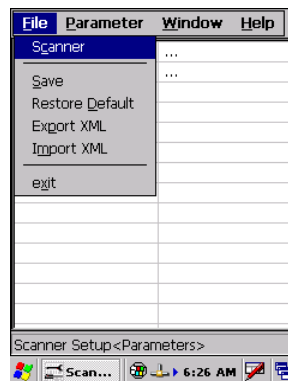 File Parameter Window Help
Scanner
...
...
Save
Restore Default
Export XML
Import XML
exit
Scanner Setup<Parameters>
Scan... 6:26 AM